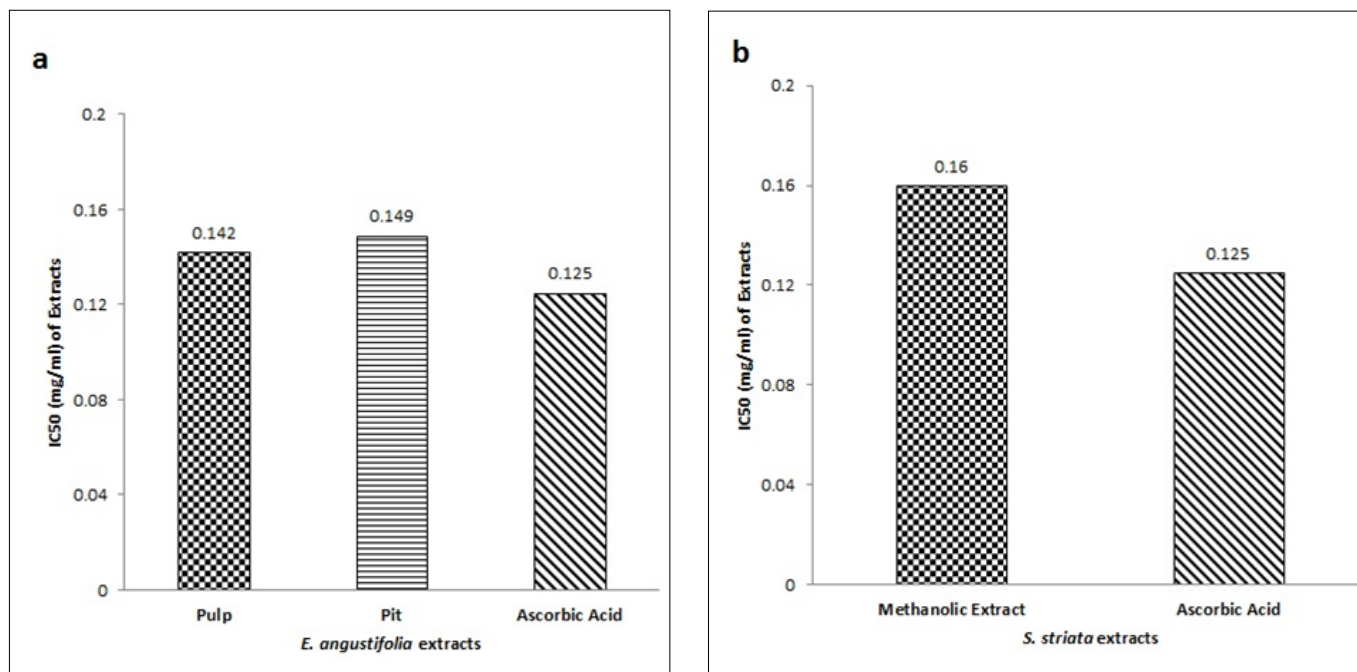 a
IC50 (mg/ml) of Extracts
0.2
0.16
0.12
0.08
0.04
0
0.142
0.149
0.125
Pulp
Pit
Ascorbic Acid
E. angustifolia extracts
b
IC50 (mg/ml) of Extracts
0.2
0.16
0.12
0.08
0.04
0
0.16
0.125
Methanolic Extract
Ascorbic Acid
S. striata extracts